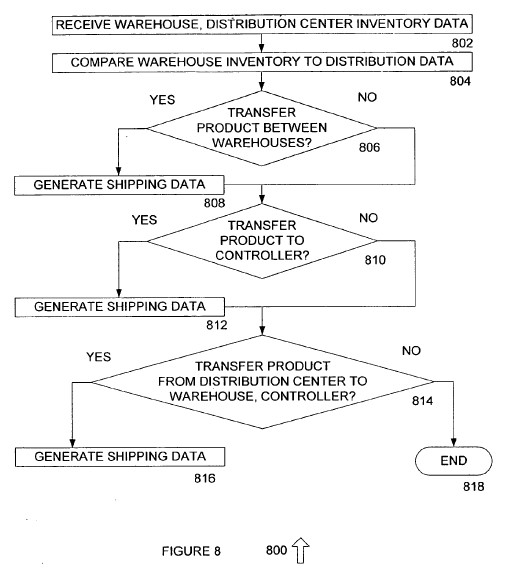 RECEIVE WAREHOUSE, DISTRIBUTION CENTER INVENTORY DATA
802
COMPARE WAREHOUSE INVENTORY TO DISTRIBUTION DATA
804
YES
NO
TRANSFER
PRODUCT BETWEEN
WAREHOUSES?
806
GENERATE SHIPPING DATA
808
YES
NO
TRANSFER
PRODUCT TO
CONTROLLER?
810
GENERATE SHIPPING DATA
812
YES
NO
TRANSFER PRODUCT
FROM DISTRIBUTION CENTER TO
WAREHOUSE, CONTROLLER?
814
GENERATE SHIPPING DATA
816
END
818
FIGURE 8
800